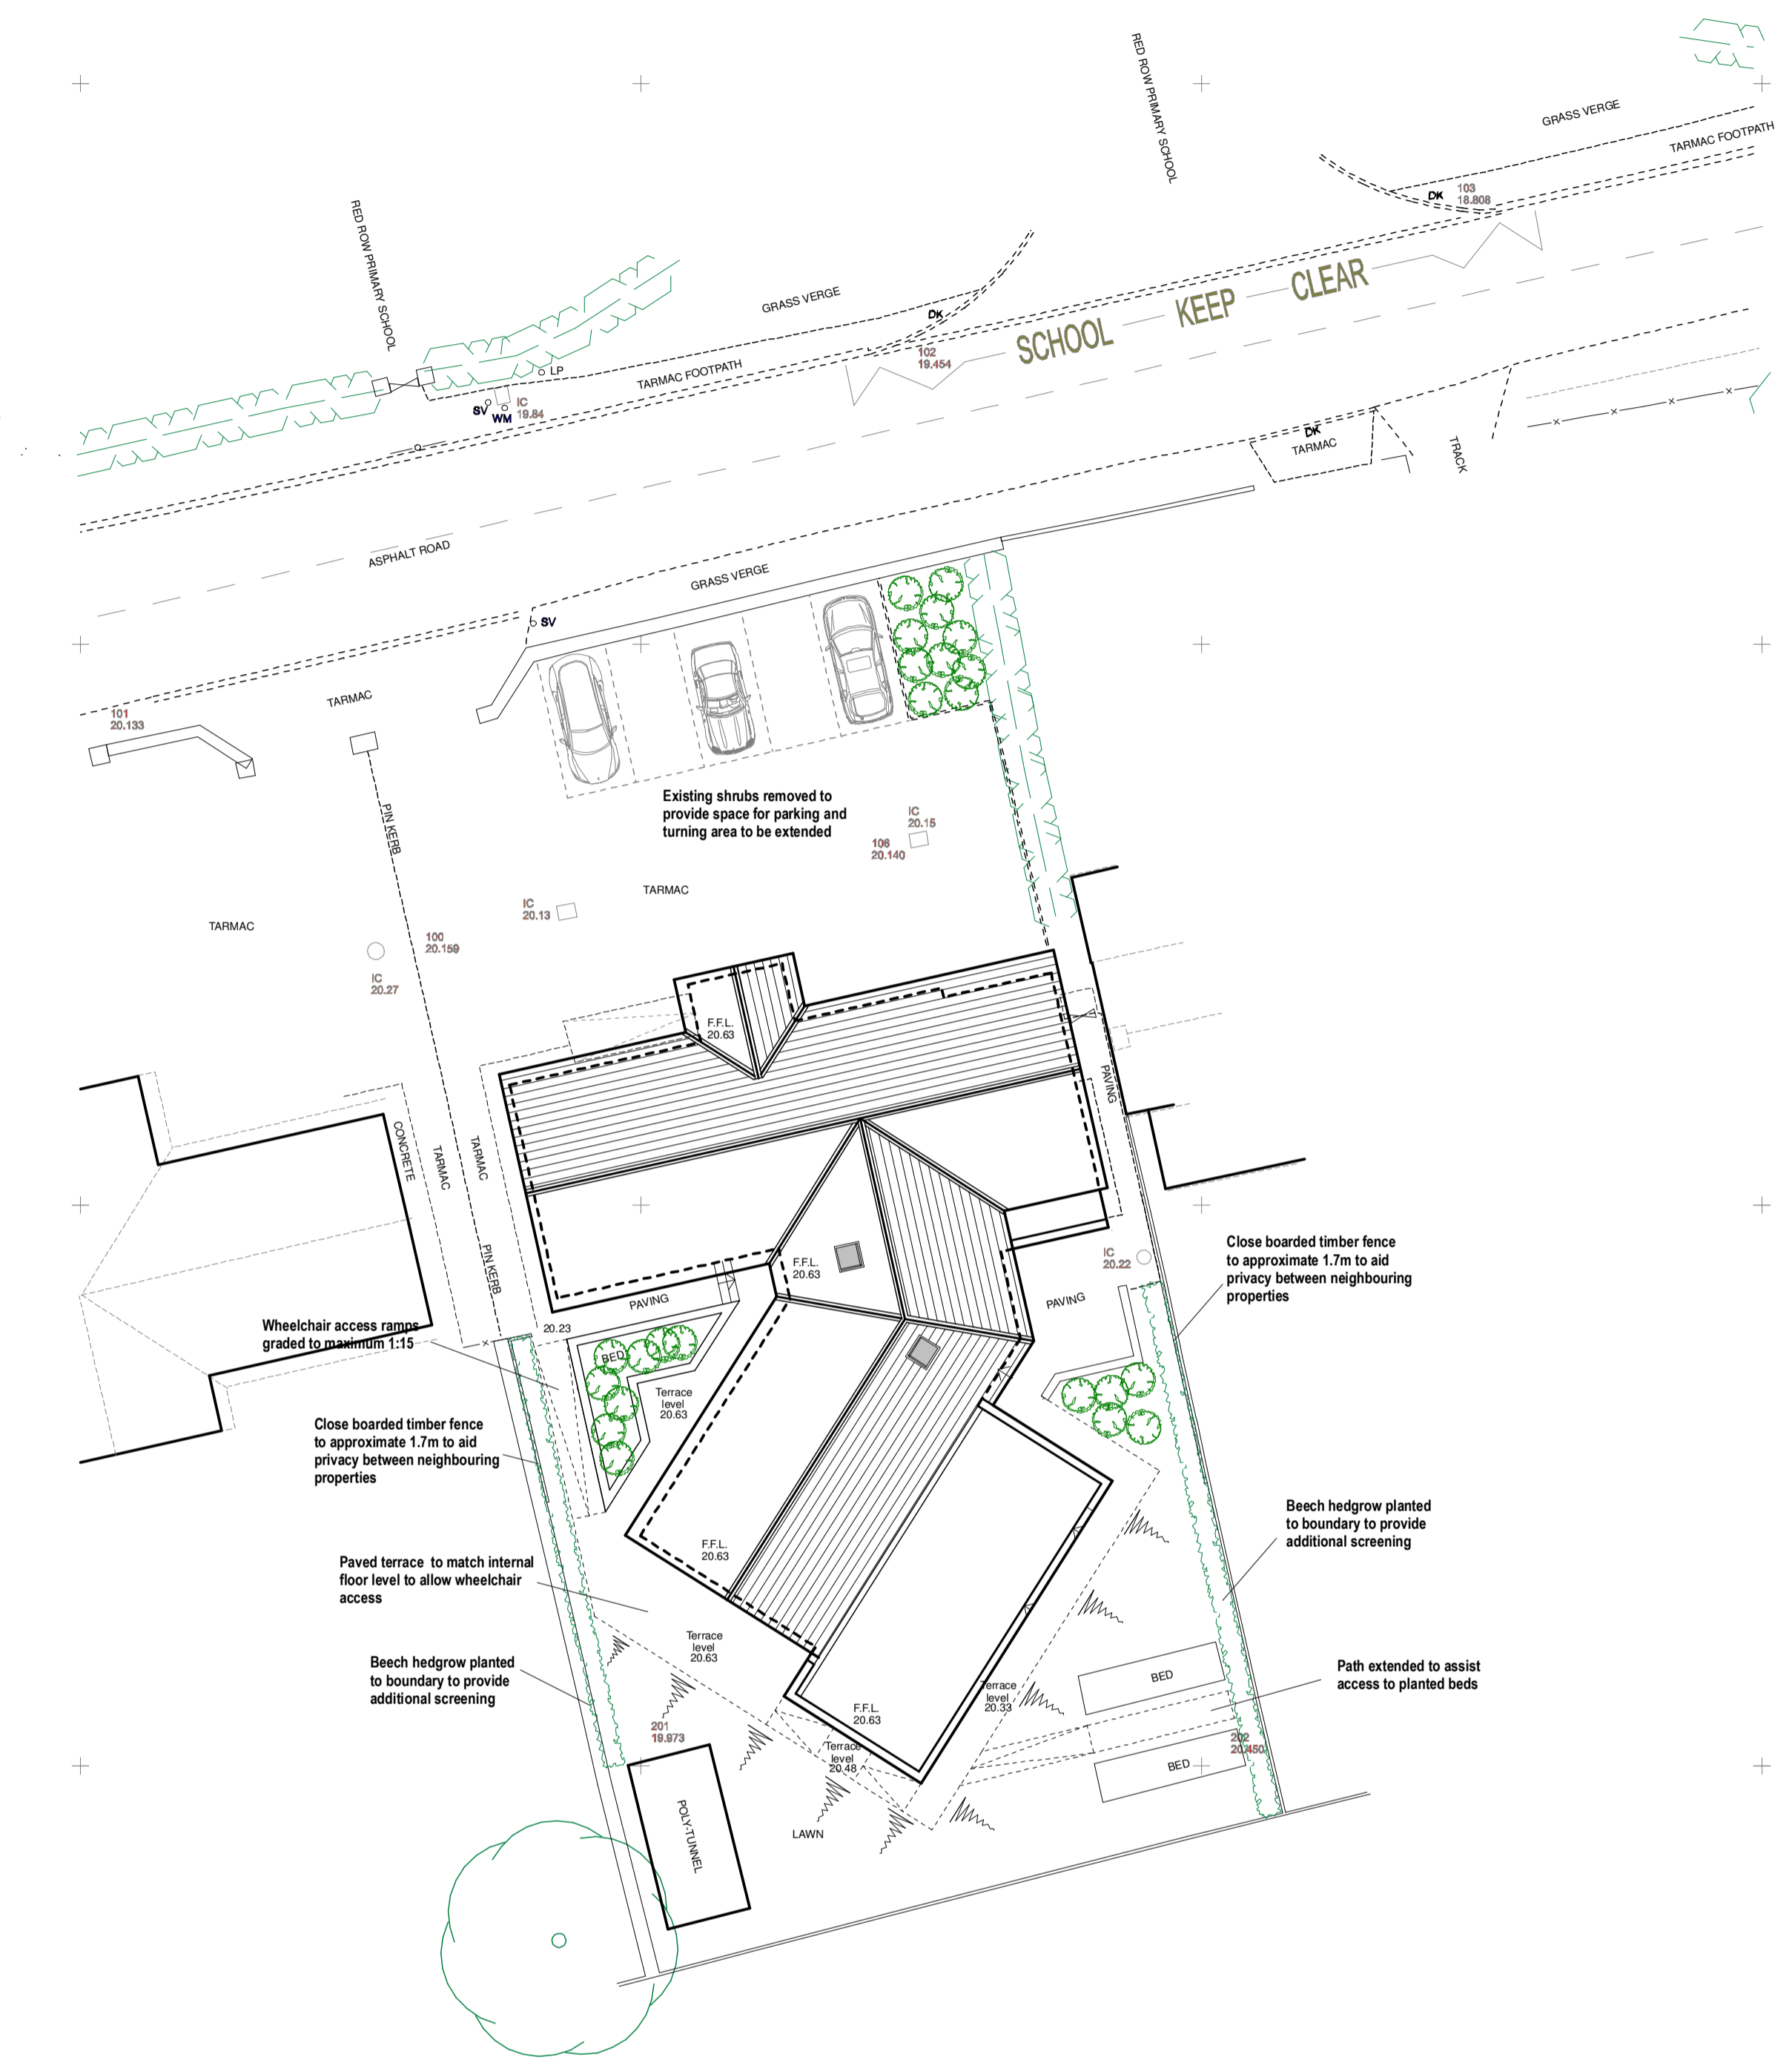 RED ROW PRIMARY SCHOOL
GRASS VERGE
TARMAC FOOTPATH
DK
103
18.808
RED ROW PRIMARY SCHOOL
GRASS VERGE
DK
SCHOOL KEEP CLEAR
102
19.454
TARMAC FOOTPATH
LP
SV
WM
IC
19.84
DK
TARMAC
TRACK
ASPHALT ROAD
GRASS VERGE
SV
TARMAC
101
20.133
PIN KERB
Existing shrubs removed to
provide space for parking and
turning area to be extended
IC
20.15
106
20.140
TARMAC
IC
20.13
TARMAC
100
20.159
IC
20.27
F.F.L.
20.63
PAVING
CONCRETE
TARMAC
TARMAC
PIN KERB
F.F.L.
20.63
IC
20.22
PAVING
PAVING
Close boarded timber fence
to approximate 1.7m to aid
privacy between neighbouring
properties
Wheelchair access ramps
graded to maximum 1:15
20.23
BED
Terrace
level
20.63
Close boarded timber fence
to approximate 1.7m to aid
privacy between neighbouring
properties
Beech hedgrow planted
to boundary to provide
additional screening
F.F.L.
20.63
Paved terrace to match internal
floor level to allow wheelchair
access
Terrace
level
20.63
Beech hedgrow planted
to boundary to provide
additional screening
BED
Path extended to assist
access to planted beds
Terrace
level
20.33
F.F.L.
20.63
201
19.973
Terrace
level
20.48
202
20.450
BED
POLY-TUNNEL
LAWN